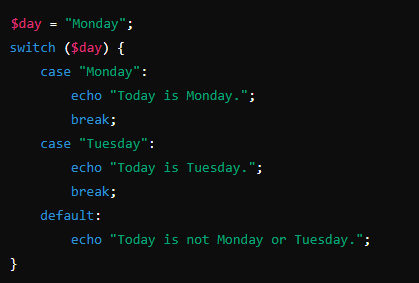 $day = "Monday";
switch ($day) {
    case "Monday":
        echo "Today is Monday.";
        break;
    case "Tuesday":
        echo "Today is Tuesday.";
        break;
    default:
        echo "Today is not Monday or Tuesday.";
}